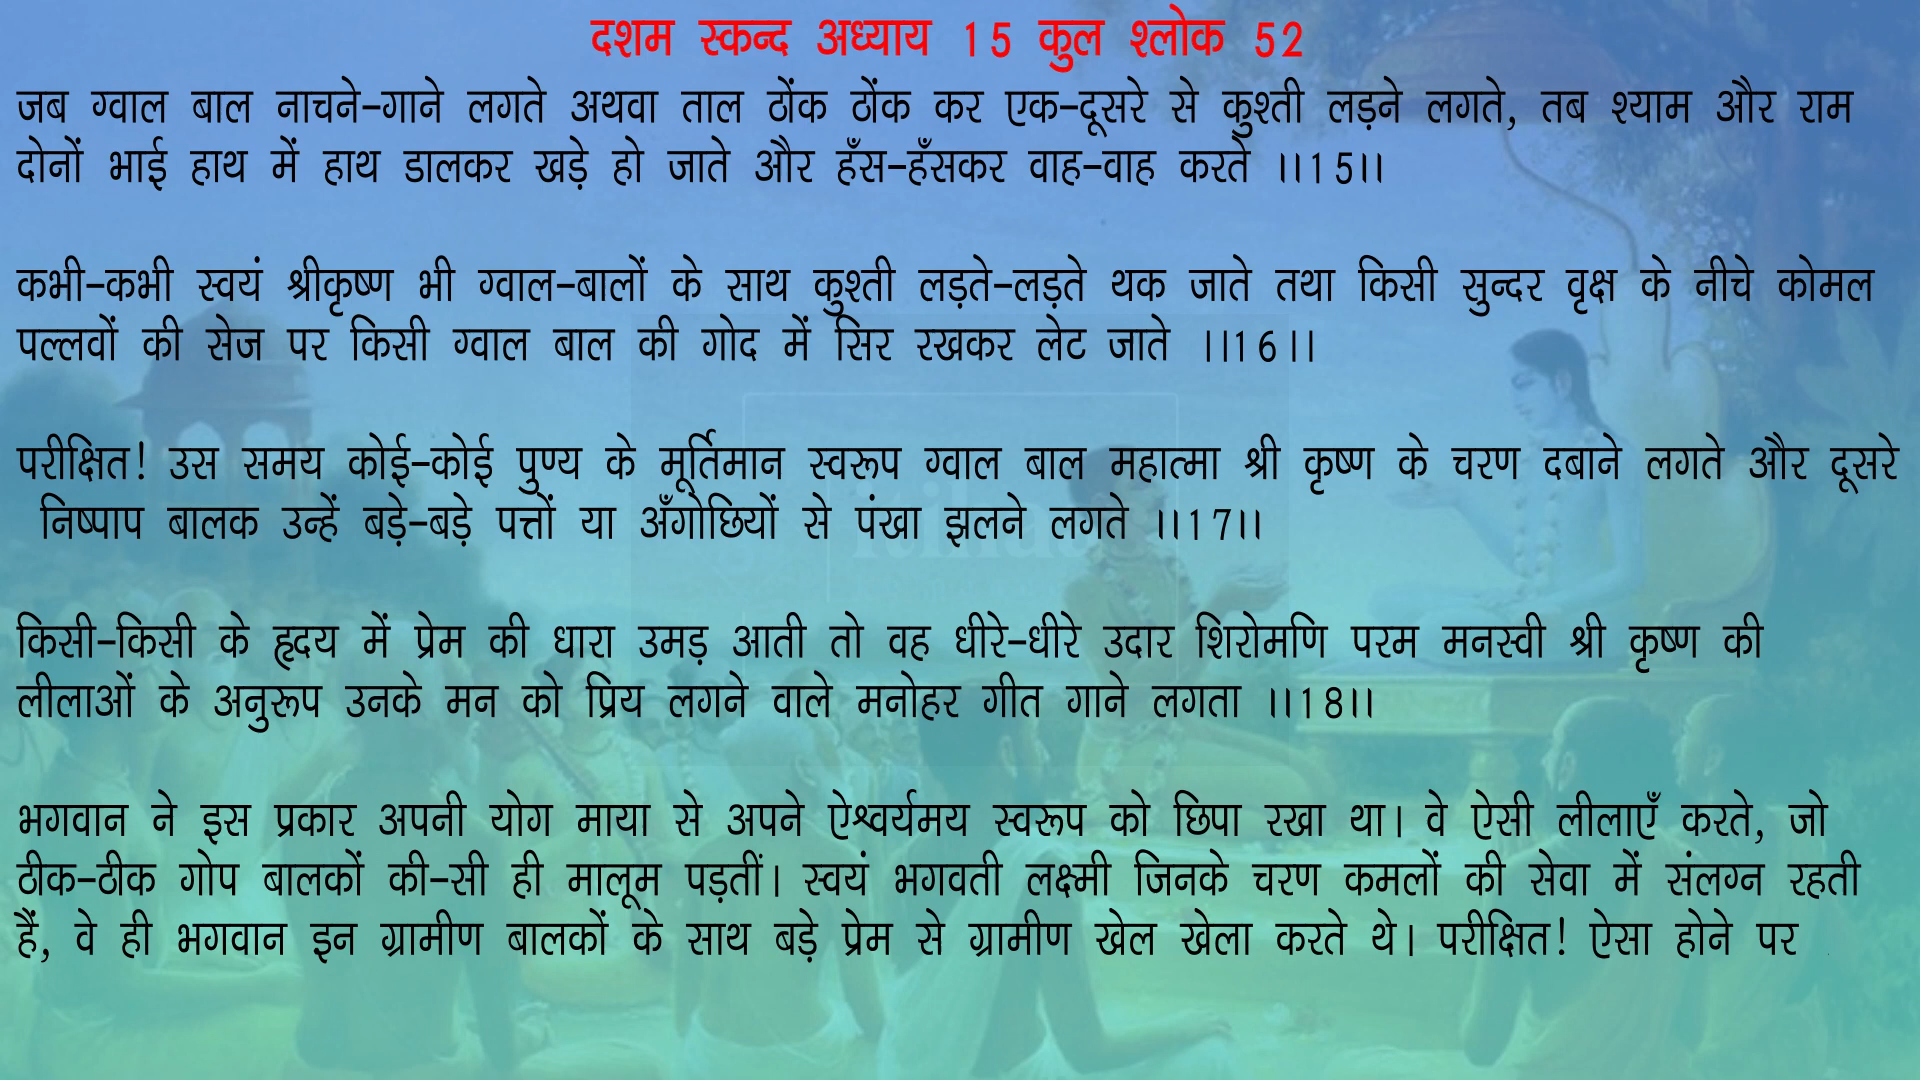 दशम स्कन्द अध्याय 15 कुल श्लोक 52
जब ग्वाल बाल नाचने-गाने लगते अथवा ताल ठोंक ठोंक कर एक-दूसरे से कुश्ती लड़ने लगते, तब श्याम और राम
दोनों भाई हाथ में हाथ डालकर खड़े हो जाते और हँस-हँसकर वाह-वाह करते ।।15।।
कभी-कभी स्वयं श्रीकृष्ण भी ग्वाल-बालों के साथ कुश्ती लड़ते-लड़ते थक जाते तथा किसी सुन्दर वृक्ष के नीचे कोमल
पल्लवों की सेज पर किसी ग्वाल बाल की गोद में सिर रखकर लेट जाते ।।16।।
परीक्षित! उस समय कोई-कोई पुण्य के मूर्तिमान स्वरूप ग्वाल बाल महात्मा श्री कृष्ण के चरण दबाने लगते और दूसरे
निष्पाप बालक उन्हें बड़े-बड़े पत्तों या अँगोछियों से पंखा झलने लगते ।।17।।
किसी-किसी के हृदय में प्रेम की धारा उमड़ आती तो वह धीरे-धीरे उदार शिरोमणि परम मनस्वी श्री कृष्ण की
लीलाओं के अनुरूप उनके मन को प्रिय लगने वाले मनोहर गीत गाने लगता ।।18।।
भगवान ने इस प्रकार अपनी योग माया से अपने ऐश्वर्यमय स्वरूप को छिपा रखा था। वे ऐसी लीलाएँ करते, जो
ठीक-ठीक गोप बालकों की-सी ही मालूम पड़तीं। स्वयं भगवती लक्ष्मी जिनके चरण कमलों की सेवा में संलग्न रहती
हैं, वे ही भगवान इन ग्रामीण बालकों के साथ बड़े प्रेम से ग्रामीण खेल खेला करते थे। परीक्षित! ऐसा होने पर